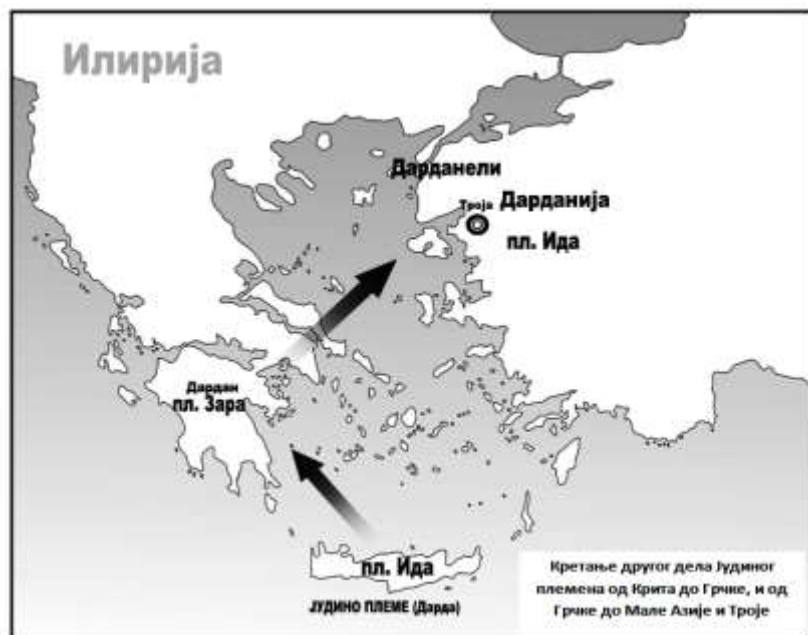 Илирија
Дарданели
Троја Дарданија
пл. Ида
Дардан
пл. Зара
пл. Ида
ЈУДИНО ПЛЕМЕ (Дарда)
Кретање другог дела Јудиног
племена од Крита до Грчке, и од
Грчке до Мале Азије и Троје